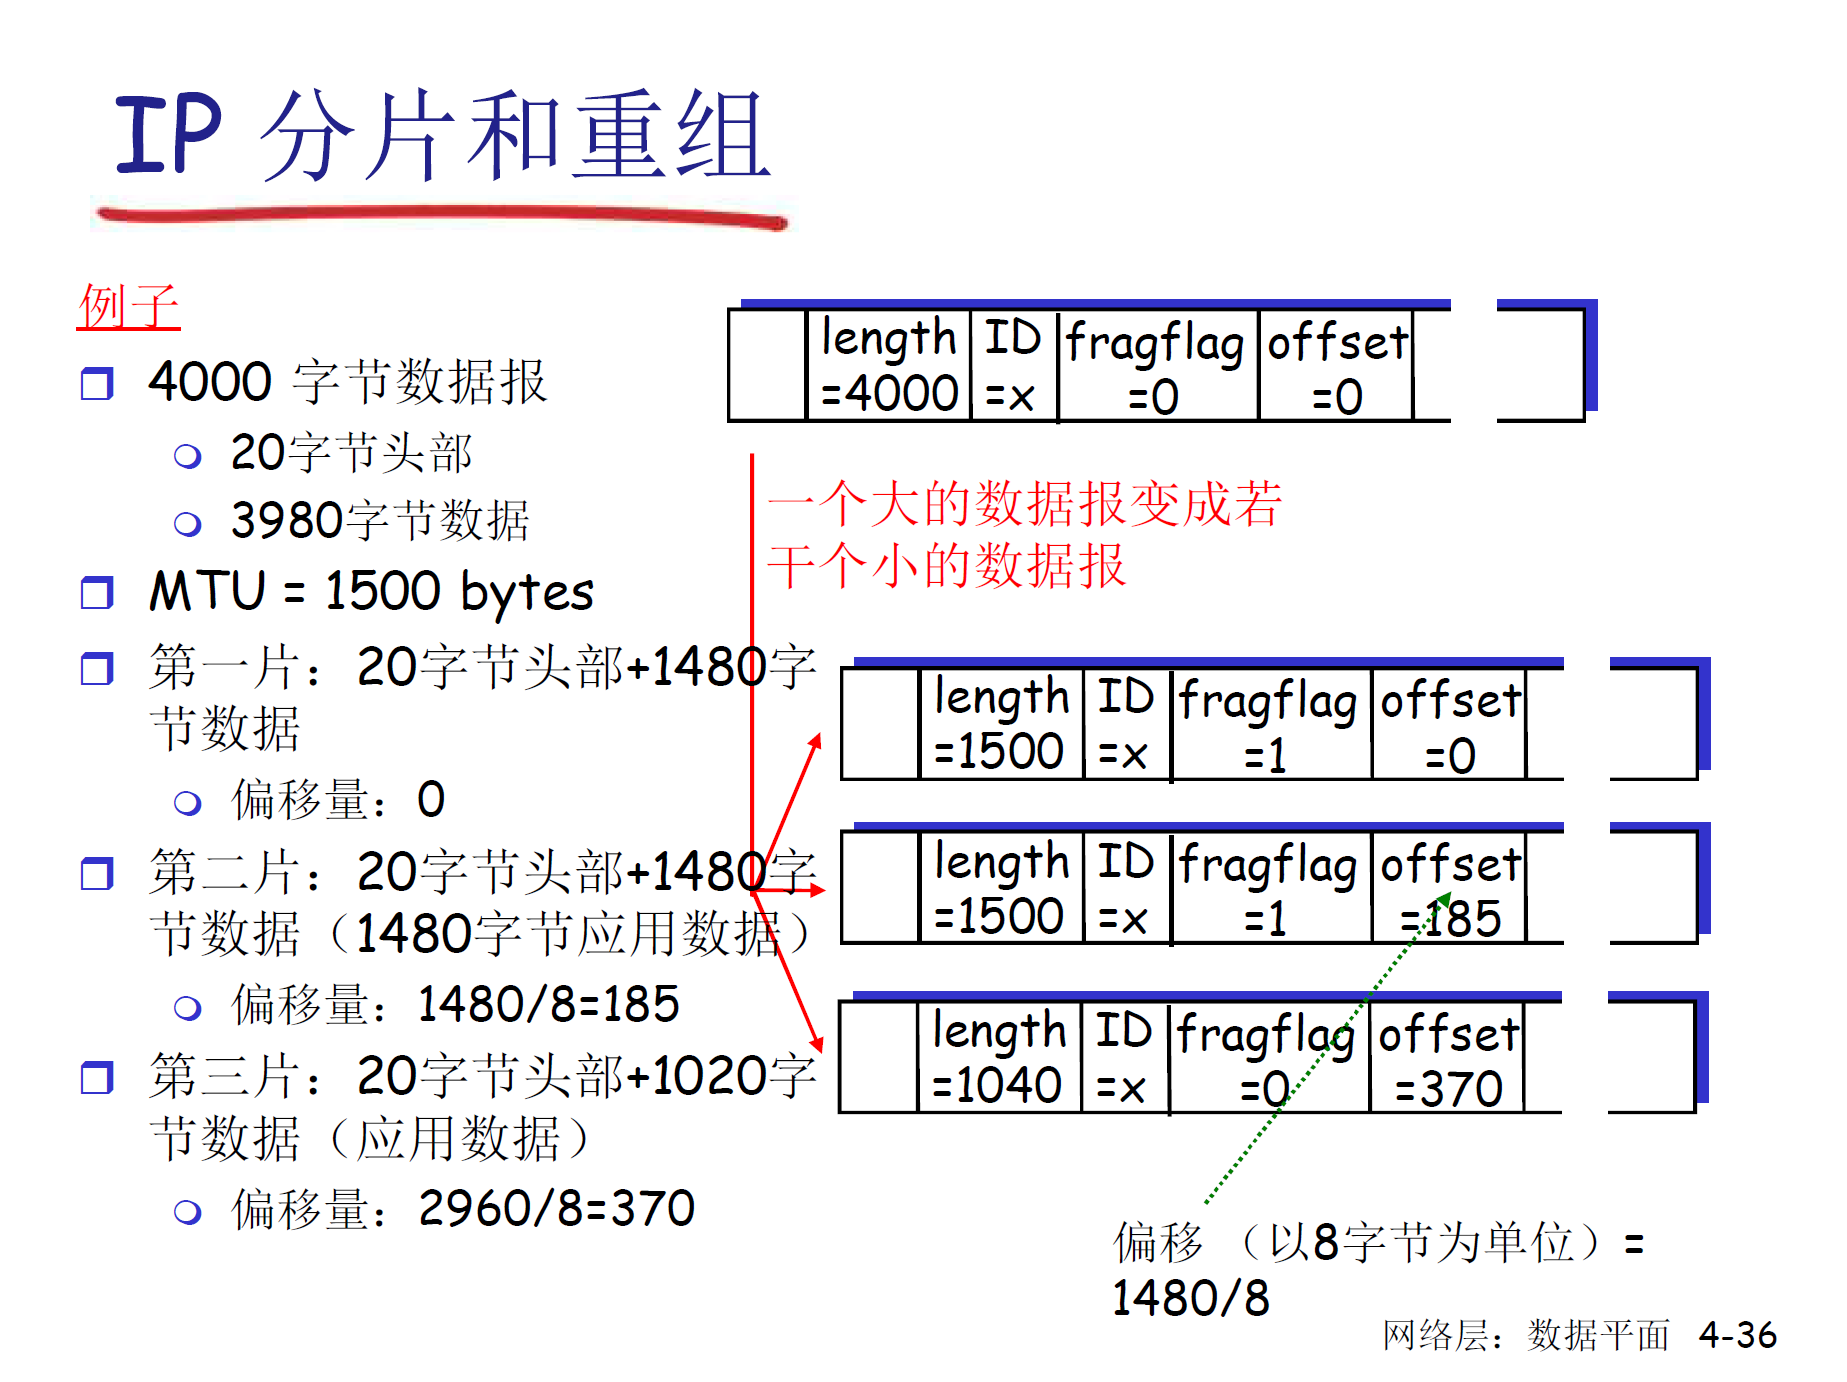 IP 分片和重组
例子
4000 字节数据报
20字节头部
3980字节数据
MTU = 1500 bytes
第一片：20字节头部+1480字
节数据
偏移量：0
第二片：20字节头部+1480字
节数据（1480字节应用数据）
偏移量：1480/8=185
第三片：20字节头部+1020字
节数据（应用数据）
偏移量：2960/8=370
length ID fragflag offset
=4000 =x =0 =0
一个大的数据报变成若
干个小的数据报
length ID fragflag offset
=1500 =x =1 =0
length ID fragflag offset
=1500 =x =1 =185
length ID fragflag offset
=1040 =x =0 =370
偏移 （以8字节为单位）=
1480/8
网络层：数据平面 4-36